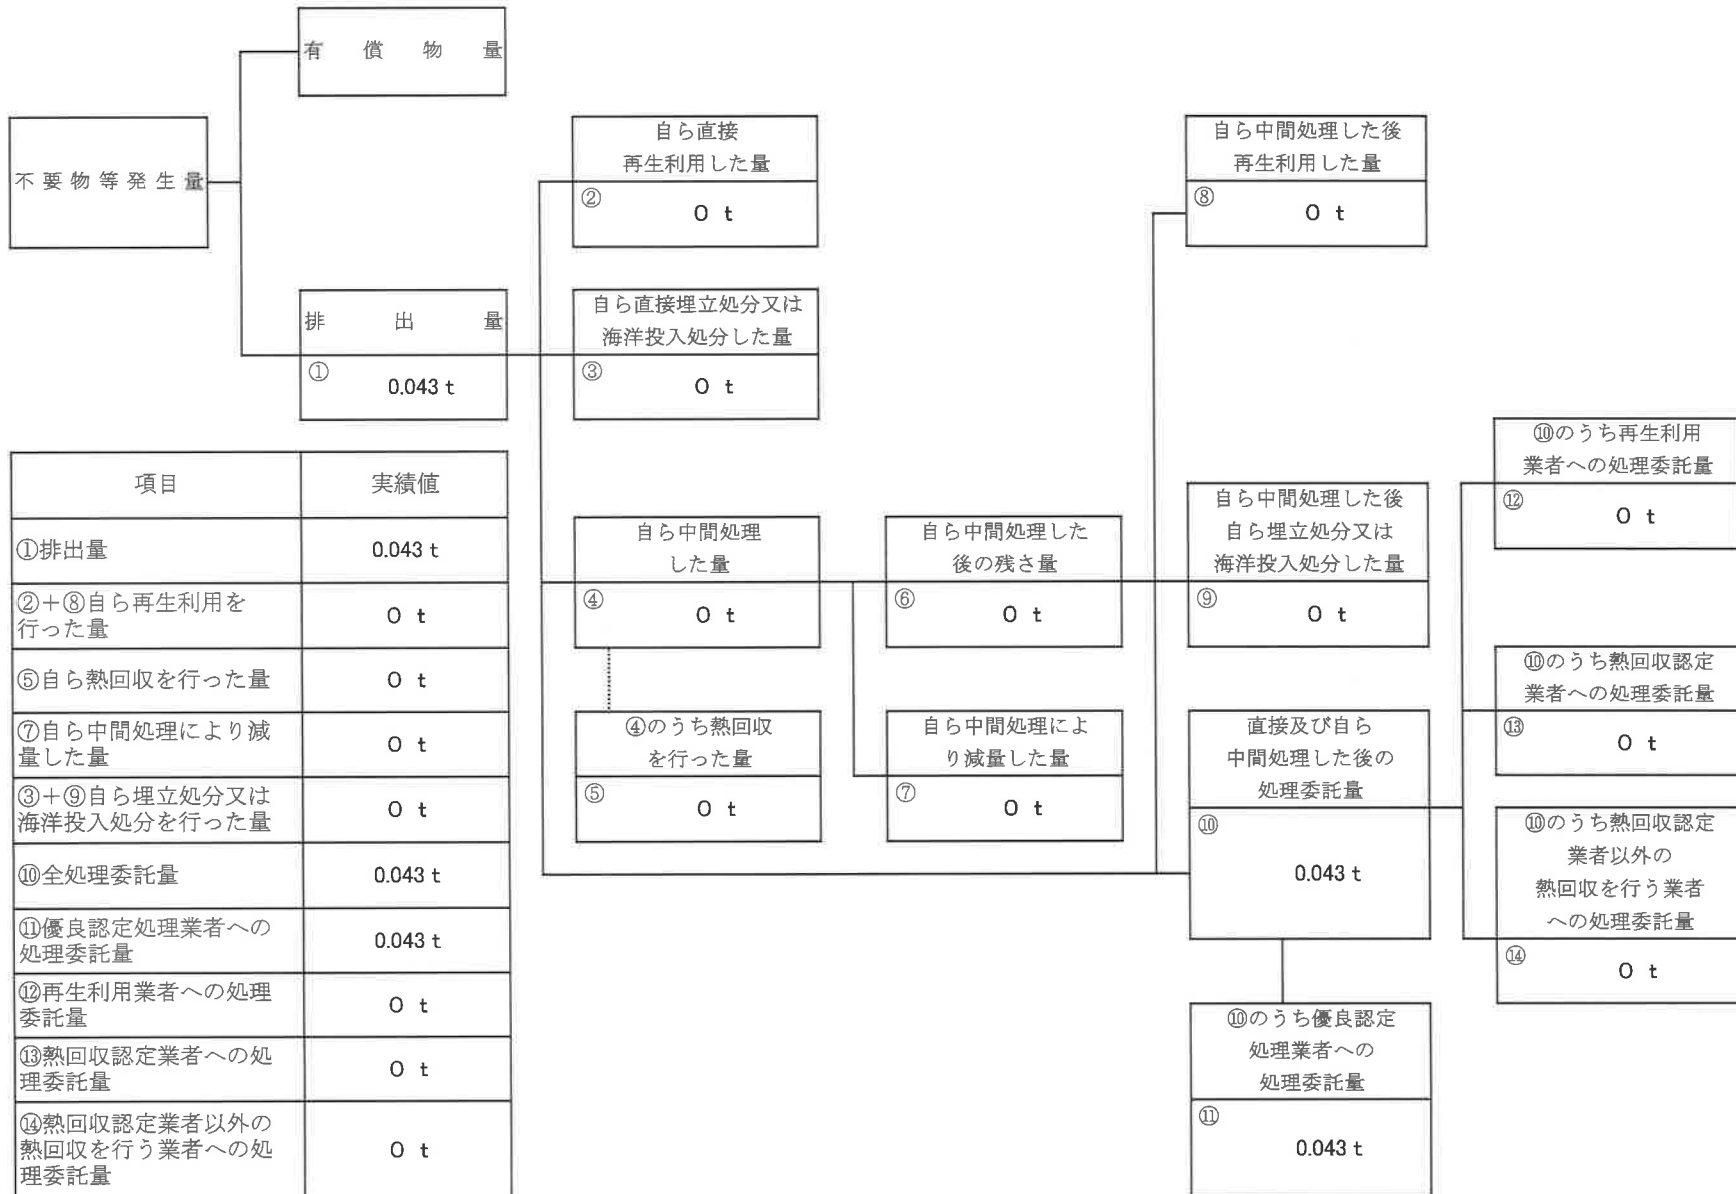 有償物量
不要物等発生量
排出量
①
0.043 t
自ら直接
再生利用した量
②
0 t
自ら直接埋立処分又は
海洋投入処分した量
③
0 t
自ら中間処理
した量
④
0 t
④のうち熱回収
を行った量
⑤
0 t
自ら中間処理した
後の残さ量
⑥
0 t
自ら中間処理によ
り減量した量
⑦
0 t
自ら中間処理した後
再生利用した量
⑧
0 t
自ら中間処理した後
自ら埋立処分又は
海洋投入処分した量
⑨
0 t
直接及び自ら
中間処理した後の
処理委託量
⑩
0.043 t
⑩のうち優良認定
処理業者への
処理委託量
⑪
0.043 t
⑩のうち再生利用
業者への処理委託量
⑫
0 t
⑩のうち熱回収認定
業者への処理委託量
⑬
0 t
⑩のうち熱回収認定
業者以外の
熱回収を行う業者
への処理委託量
⑭
0 t
項目 実績値
①排出量 0.043 t
②+⑧自ら再生利用を
行った量
0 t
⑤自ら熱回収を行った量 0 t
⑦自ら中間処理により減
量した量
0 t
③+⑨自ら埋立処分又は
海洋投入処分を行った量
0 t
⑩全処理委託量 0.043 t
⑪優良認定処理業者への
処理委託量
0.043 t
⑫再生利用業者への処理
委託量
0 t
⑬熱回収認定業者への処
理委託量
0 t
⑭熱回収認定業者以外の
熱回収を行う業者への処
理委託量
0 t